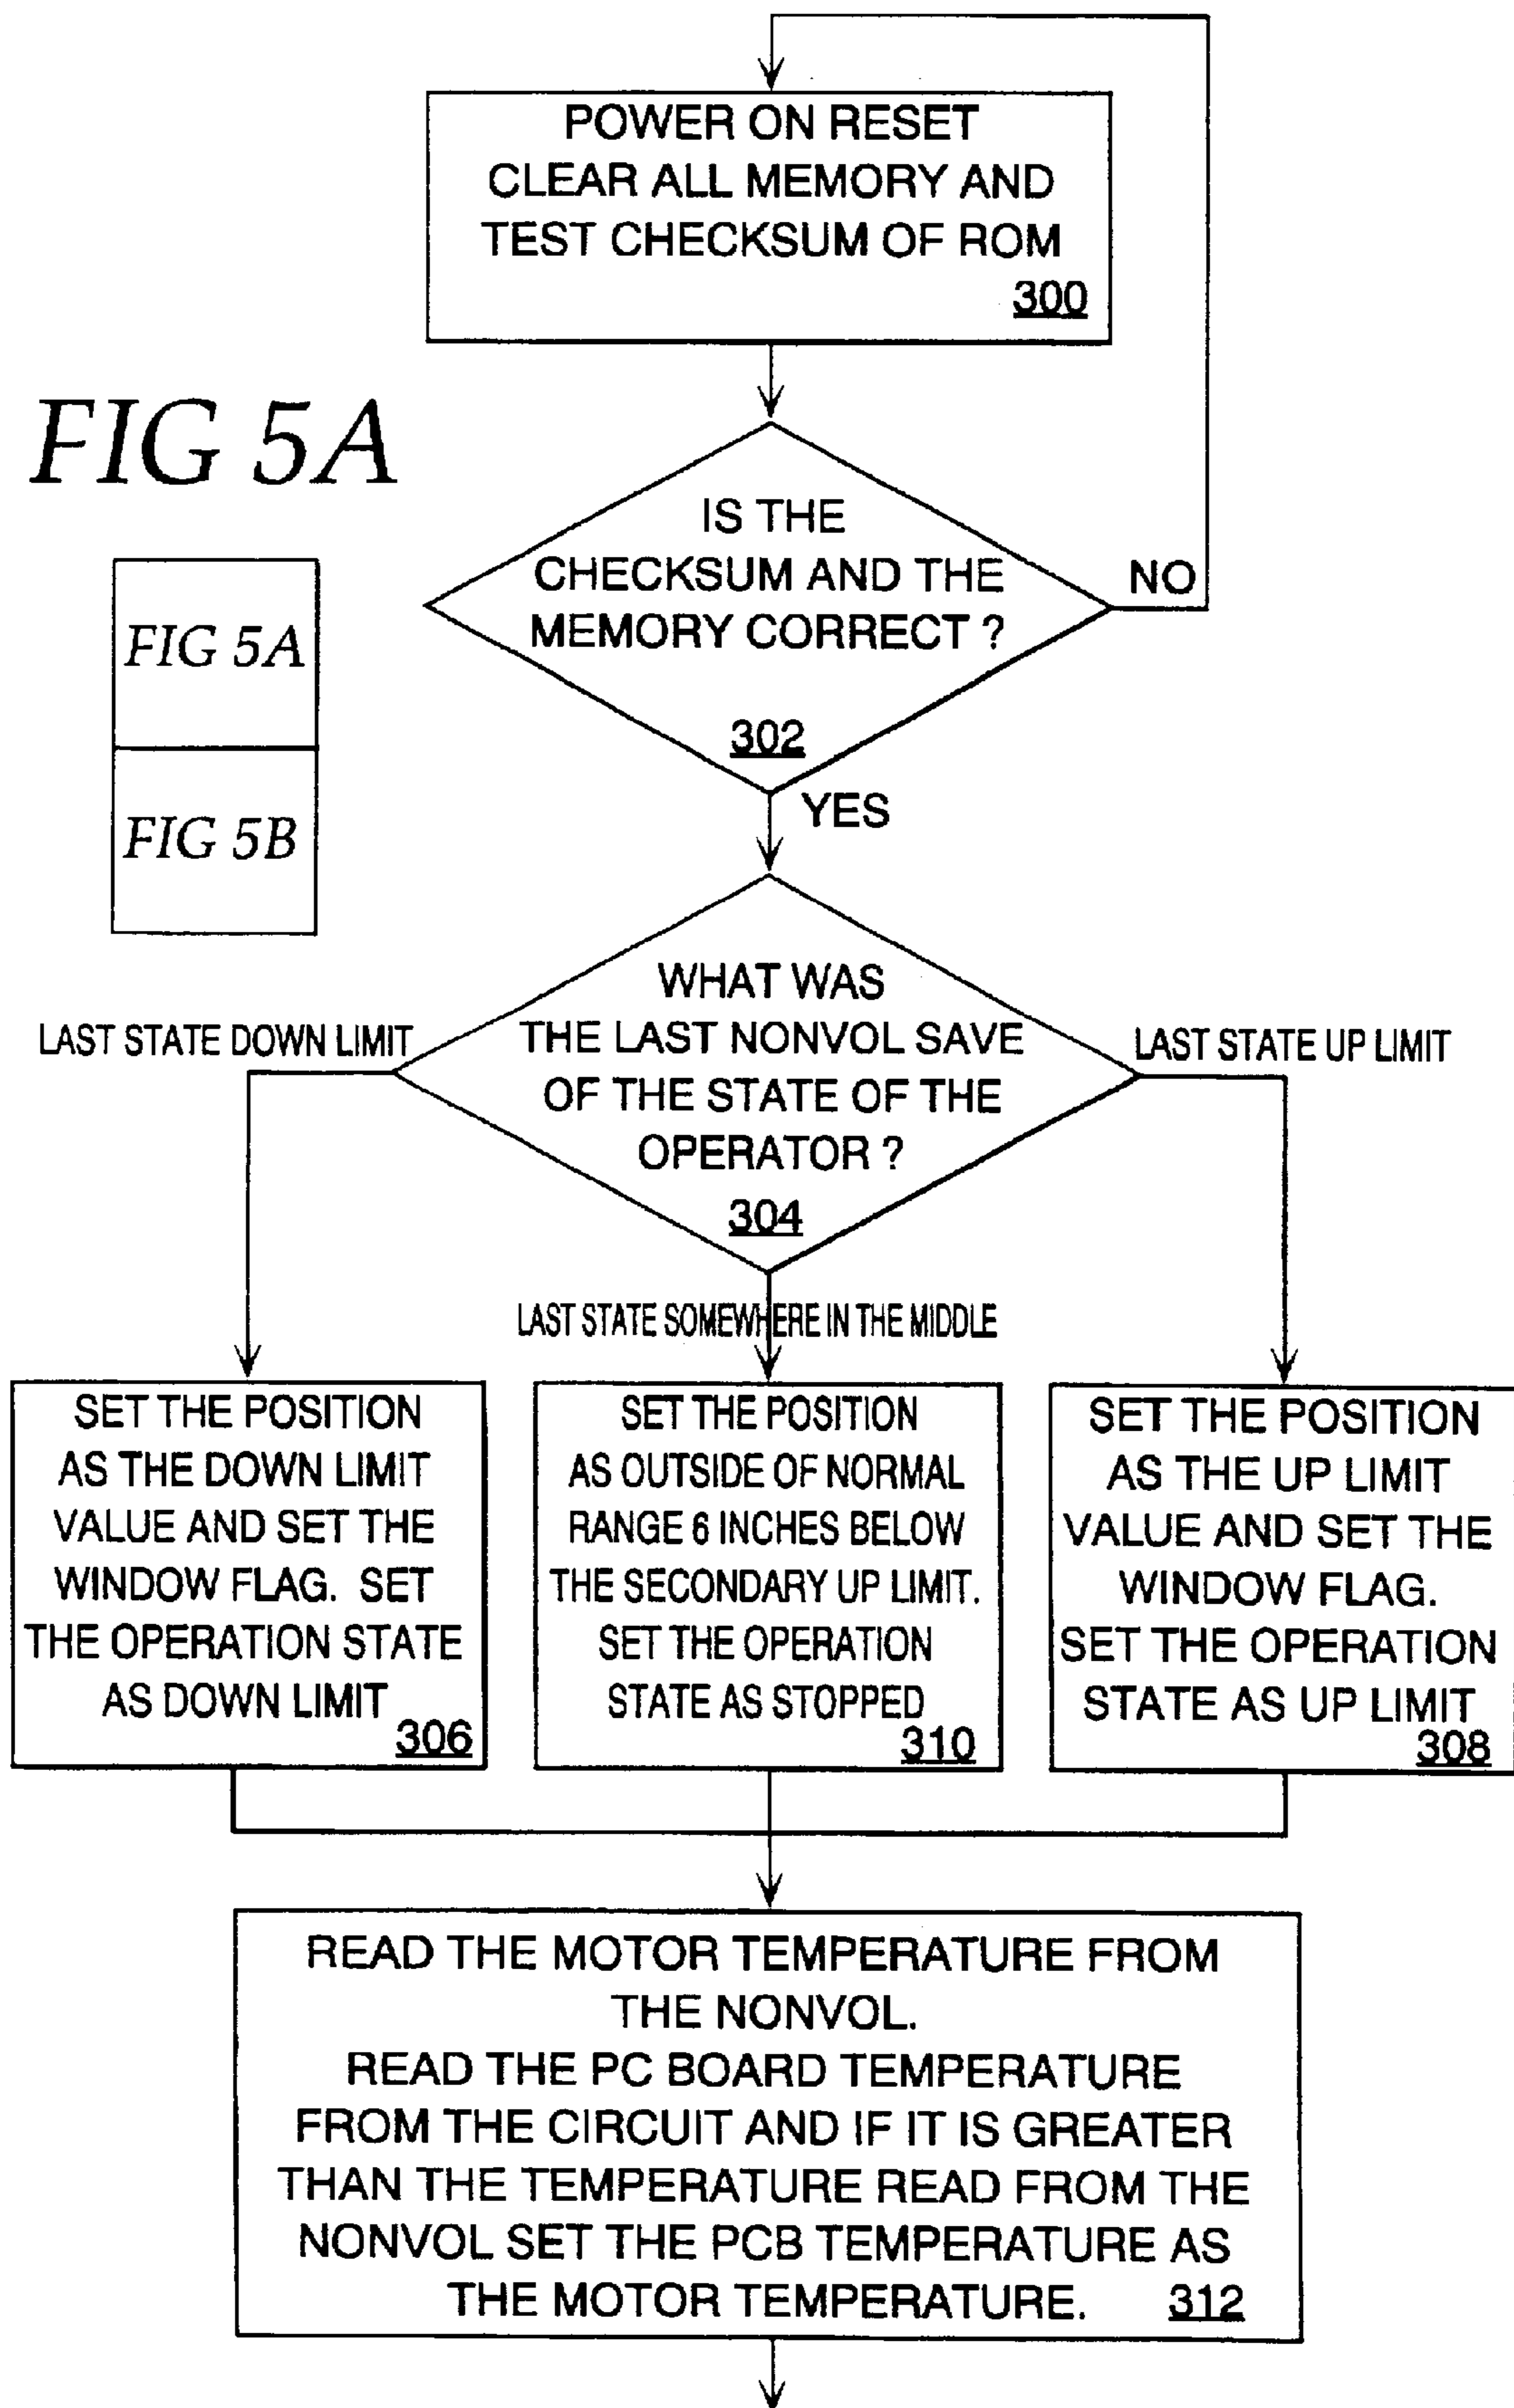 POWER ON RESET
CLEAR ALL MEMORY AND
TEST CHECKSUM OF ROM
300
FIG 5A
IS THE
CHECKSUM AND THE
MEMORY CORRECT ?
302
NO
YES
FIG 5A
FIG 5B
WHAT WAS
THE LAST NONVOL SAVE
OF THE STATE OF THE
OPERATOR ?
304
LAST STATE DOWN LIMIT
LAST STATE UP LIMIT
LAST STATE SOMEWHERE IN THE MIDDLE
SET THE POSITION
AS THE DOWN LIMIT
VALUE AND SET THE
WINDOW FLAG. SET
THE OPERATION STATE
AS DOWN LIMIT
306
SET THE POSITION
AS OUTSIDE OF NORMAL
RANGE 6 INCHES BELOW
THE SECONDARY UP LIMIT.
SET THE OPERATION
STATE AS STOPPED
310
SET THE POSITION
AS THE UP LIMIT
VALUE AND SET THE
WINDOW FLAG.
SET THE OPERATION
STATE AS UP LIMIT
308
READ THE MOTOR TEMPERATURE FROM
THE NONVOL.
READ THE PC BOARD TEMPERATURE
FROM THE CIRCUIT AND IF IT IS GREATER
THAN THE TEMPERATURE READ FROM THE
NONVOL SET THE PCB TEMPERATURE AS
THE MOTOR TEMPERATURE. 312